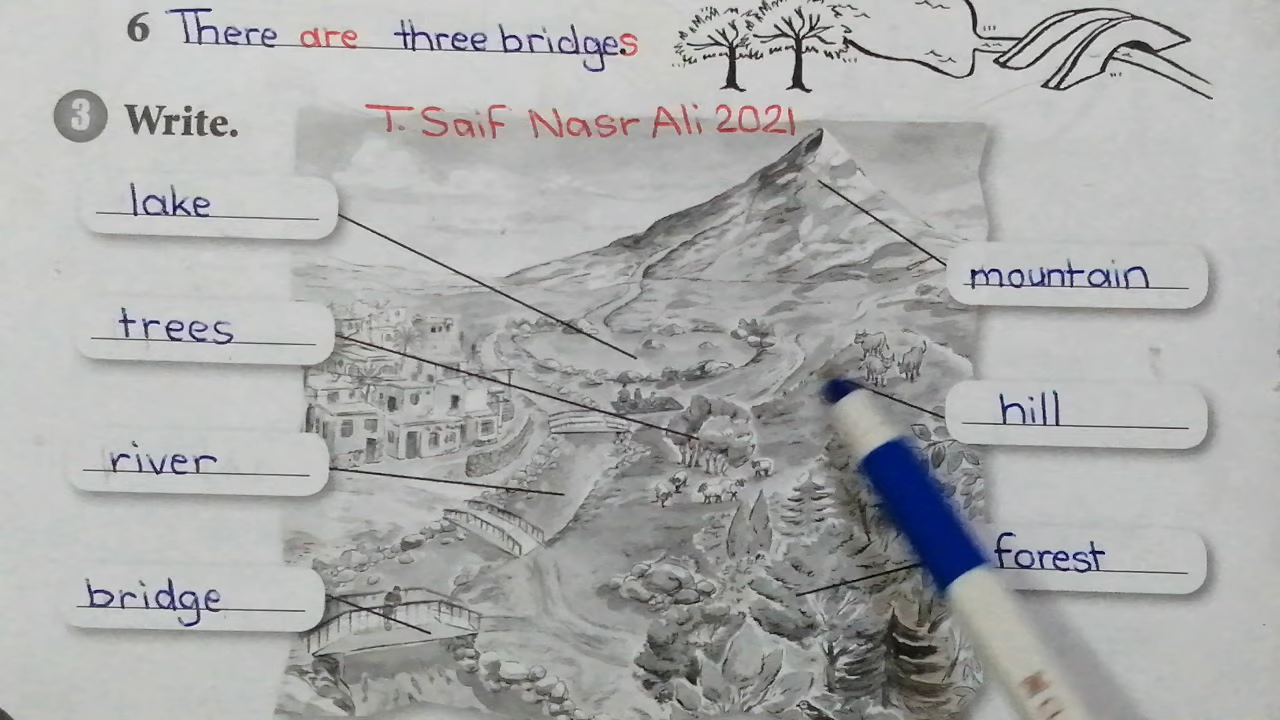 6 There are three bridges
3 Write.
T. Saif Nasr Ali 2021
lake
trees
river
bridge
mountain
hill
forest